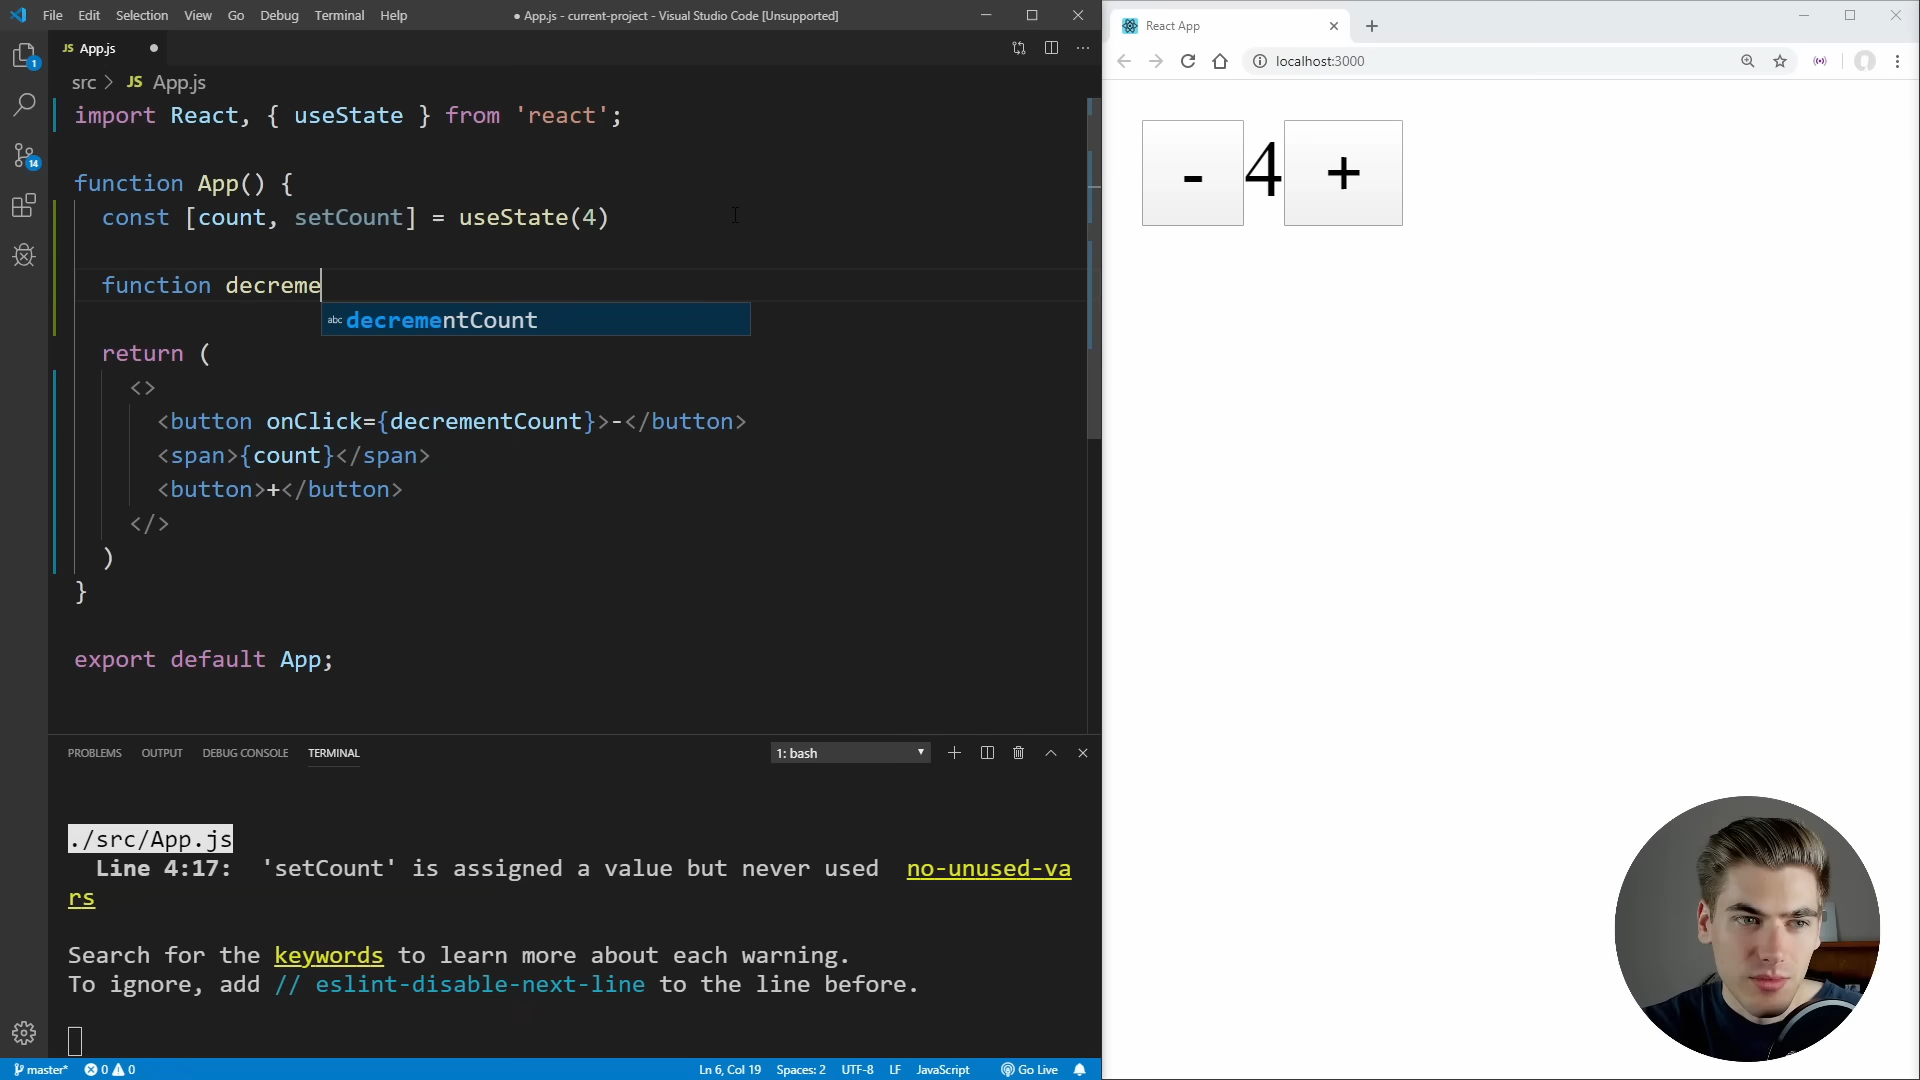 File Edit Selection View Go Debug Terminal Help
● App.js - current-project - Visual Studio Code [Unsupported]
JS App.js ●
src > JS App.js
import React, { useState } from 'react';
function App() {
const [count, setCount] = useState(4)
function decreme
abc decrementCount
return (
<>
<button onClick={decrementCount}>-</button>
<span>{count}</span>
<button>+</button>
</>
)
}
export default App;
1
14
PROBLEMS OUTPUT DEBUG CONSOLE TERMINAL
1: bash
./src/App.js
Line 4:17: 'setCount' is assigned a value but never used no-unused-va
rs
Search for the keywords to learn more about each warning.
To ignore, add // eslint-disable-next-line to the line before.
master* 0 0
Ln 6, Col 19 Spaces: 2 UTF-8 LF JavaScript Go Live
React App
localhost:3000
- 4 +